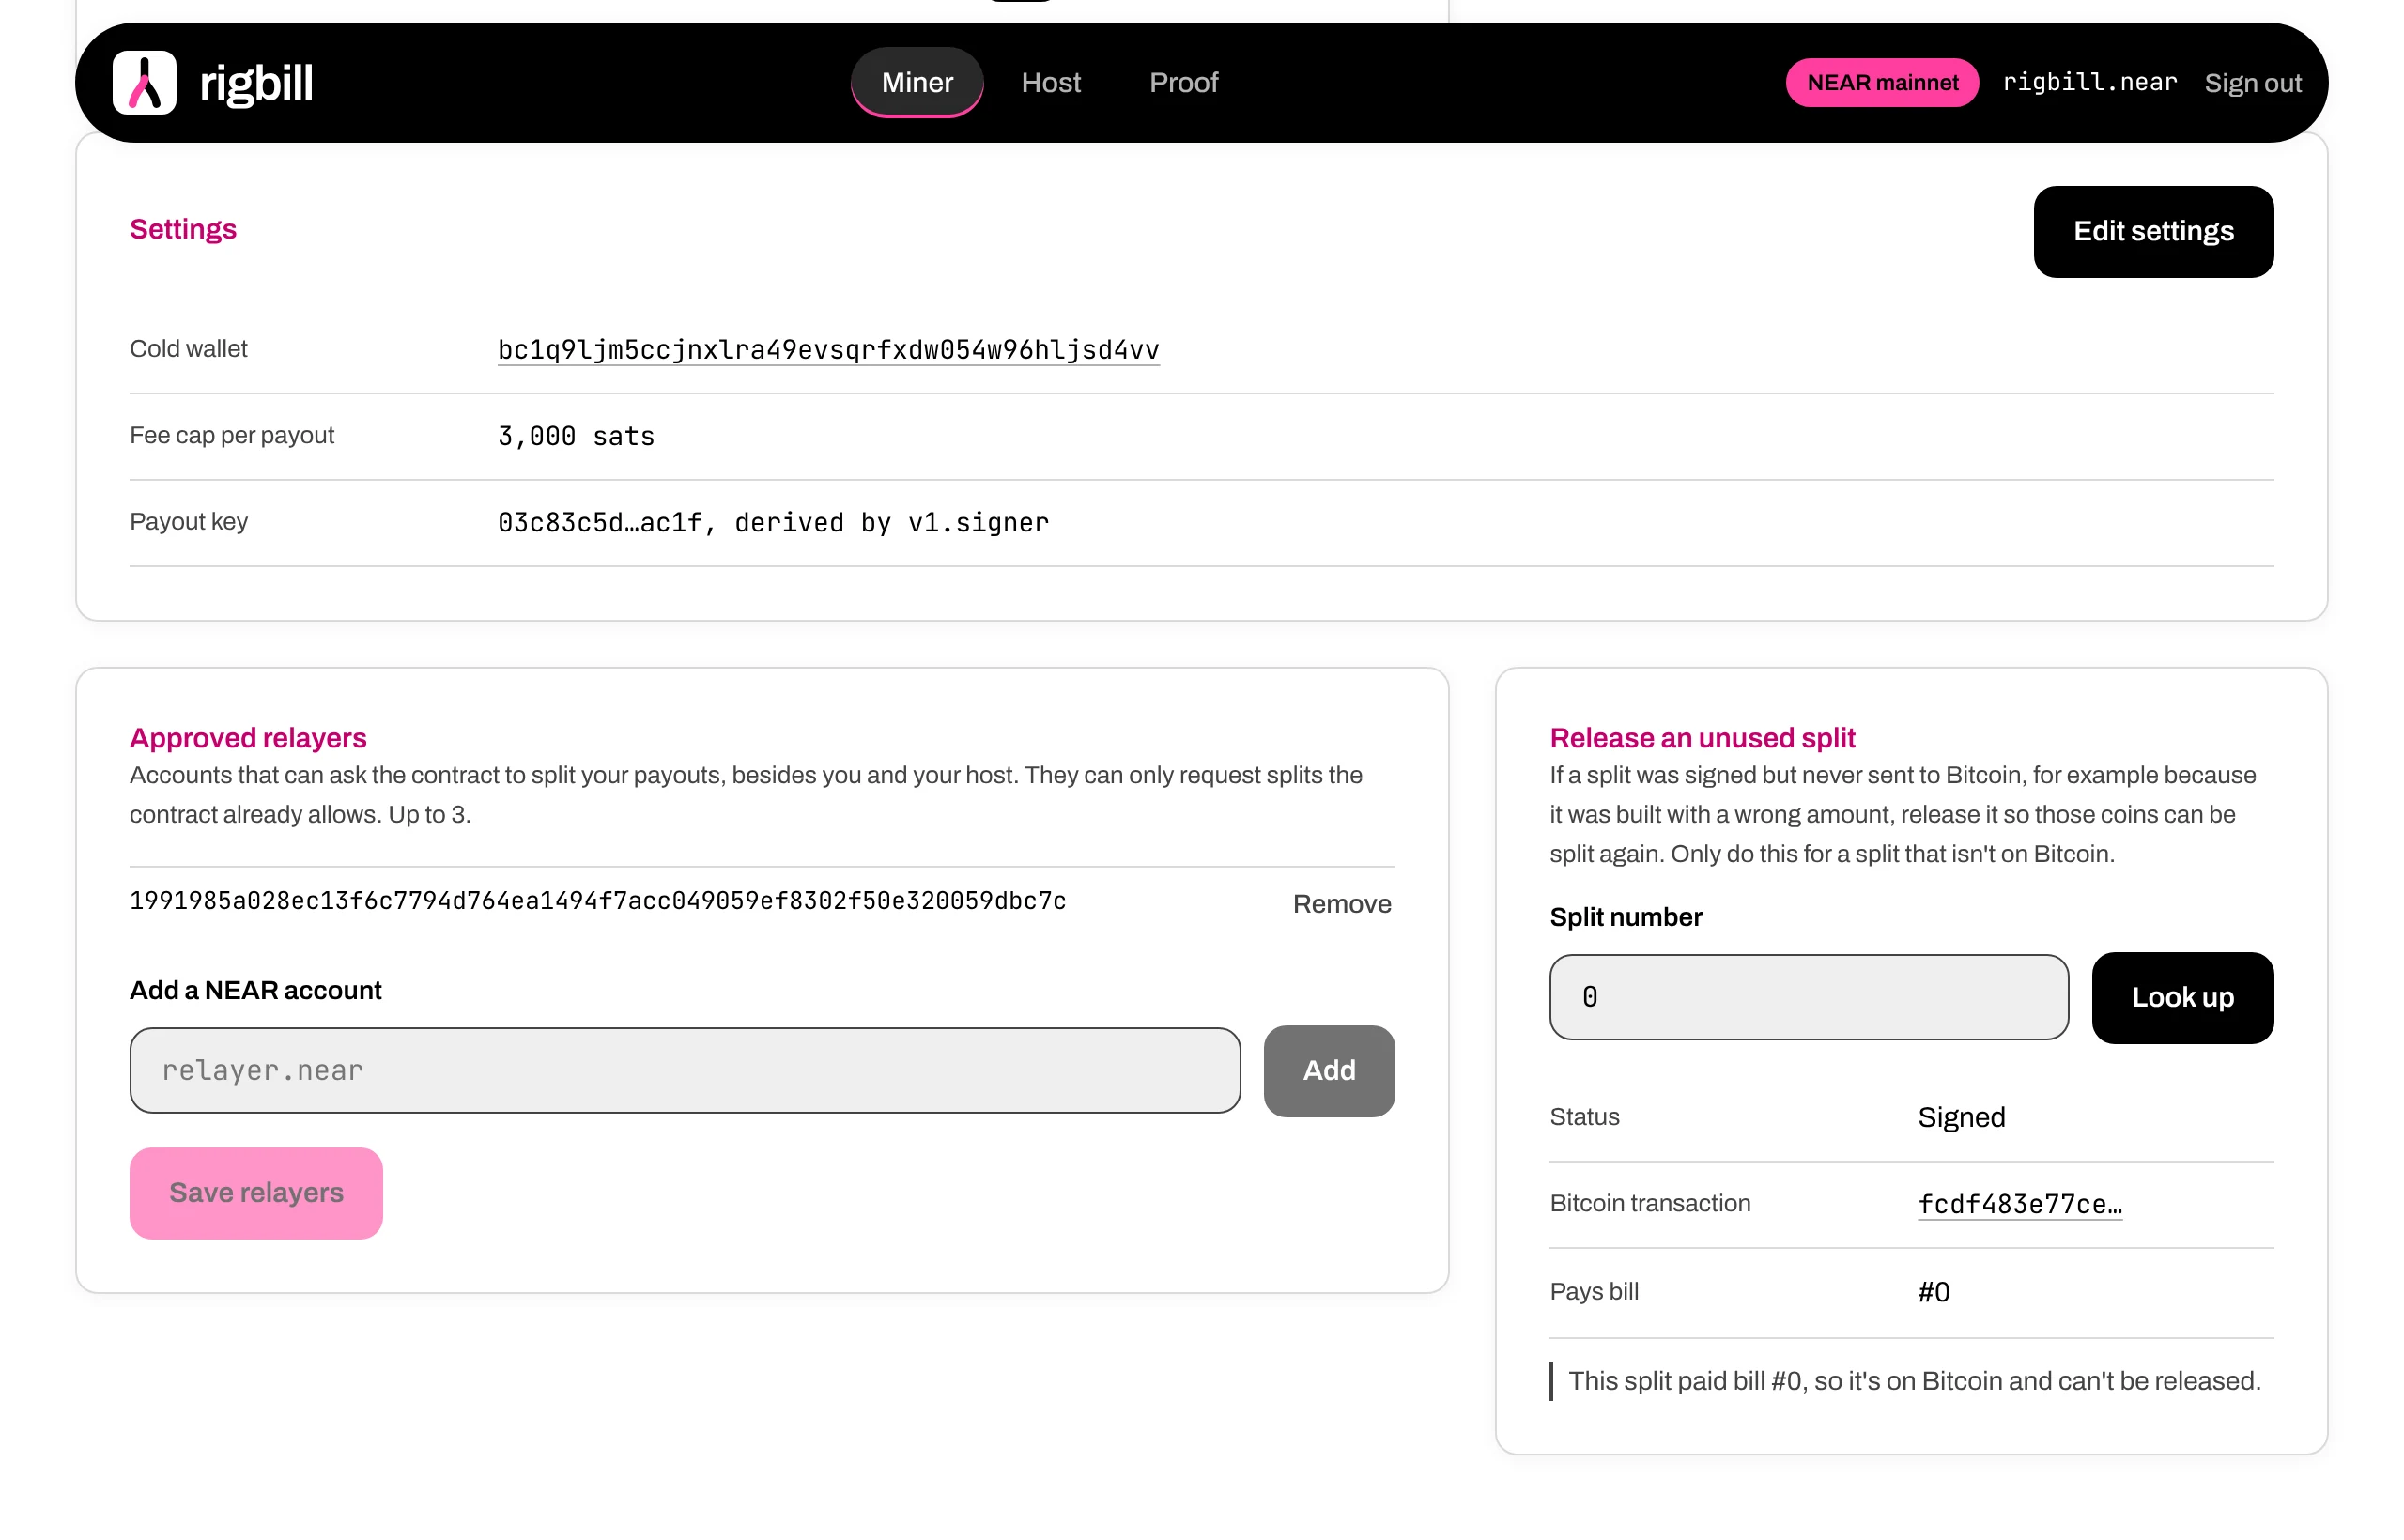 rigbill
Miner
Host
Proof
NEAR mainnet
rigbill.near
Sign out
Settings
Edit settings
Cold wallet
bc1q9ljm5ccjnxlra49evsqrfxdw054w96hljsd4vv
Fee cap per payout
3,000 sats
Payout key
03c83c5d…ac1f, derived by v1.signer
Approved relayers
Accounts that can ask the contract to split your payouts, besides you and your host. They can only request splits the
contract already allows. Up to 3.
1991985a028ec13f6c7794d764ea1494f7acc049059ef8302f50e320059dbc7c
Remove
Add a NEAR account
relayer.near
Add
Save relayers
Release an unused split
If a split was signed but never sent to Bitcoin, for example because
it was built with a wrong amount, release it so those coins can be
split again. Only do this for a split that isn't on Bitcoin.
Split number
0
Look up
Status
Signed
Bitcoin transaction
fcdf483e77ce…
Pays bill
#0
This split paid bill #0, so it's on Bitcoin and can't be released.